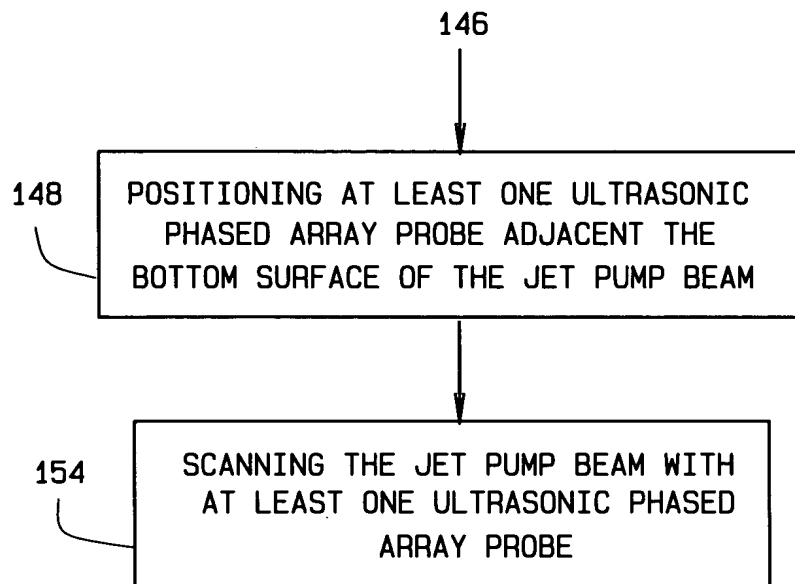 146
148
POSITIONING AT LEAST ONE ULTRASONIC
PHASED ARRAY PROBE ADJACENT THE
BOTTOM SURFACE OF THE JET PUMP BEAM
154
SCANNING THE JET PUMP BEAM WITH
AT LEAST ONE ULTRASONIC PHASED
ARRAY PROBE